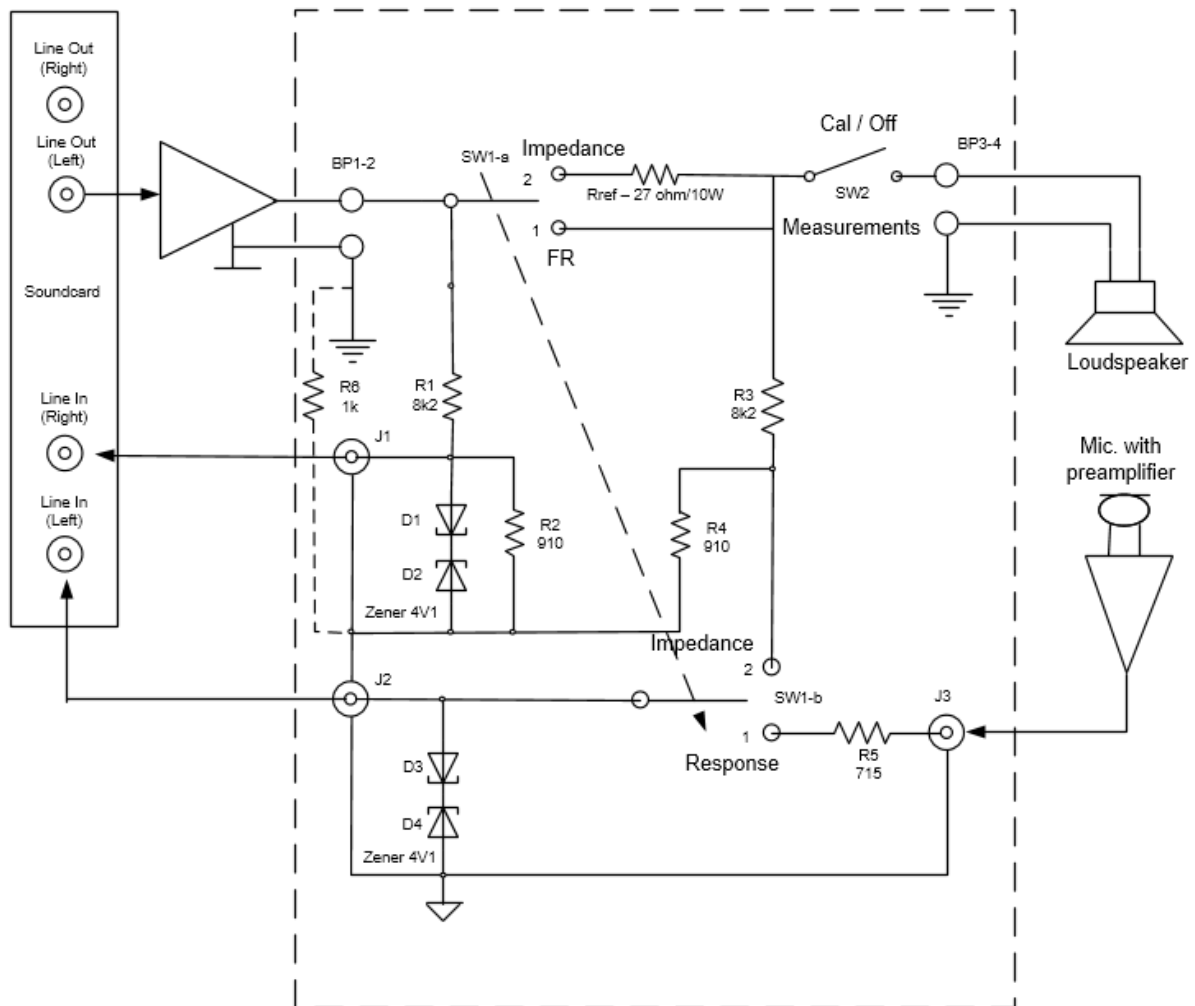 Line Out
(Right)
Line Out
(Left)
Soundcard
Line In
(Right)
Line In
(Left)
BP1-2
SW1-a
Impedance
2
Rref – 27 ohm/10W
1
FR
Cal / Off
SW2
BP3-4
Measurements
Loudspeaker
R6
1k
R1
8k2
R3
8k2
J1
D1
D2
R2
910
R4
910
Zener 4V1
Mic. with
preamplifier
Impedance
2
J2
SW1-b
J3
1
Response
R5
715
D3
D4
Zener 4V1